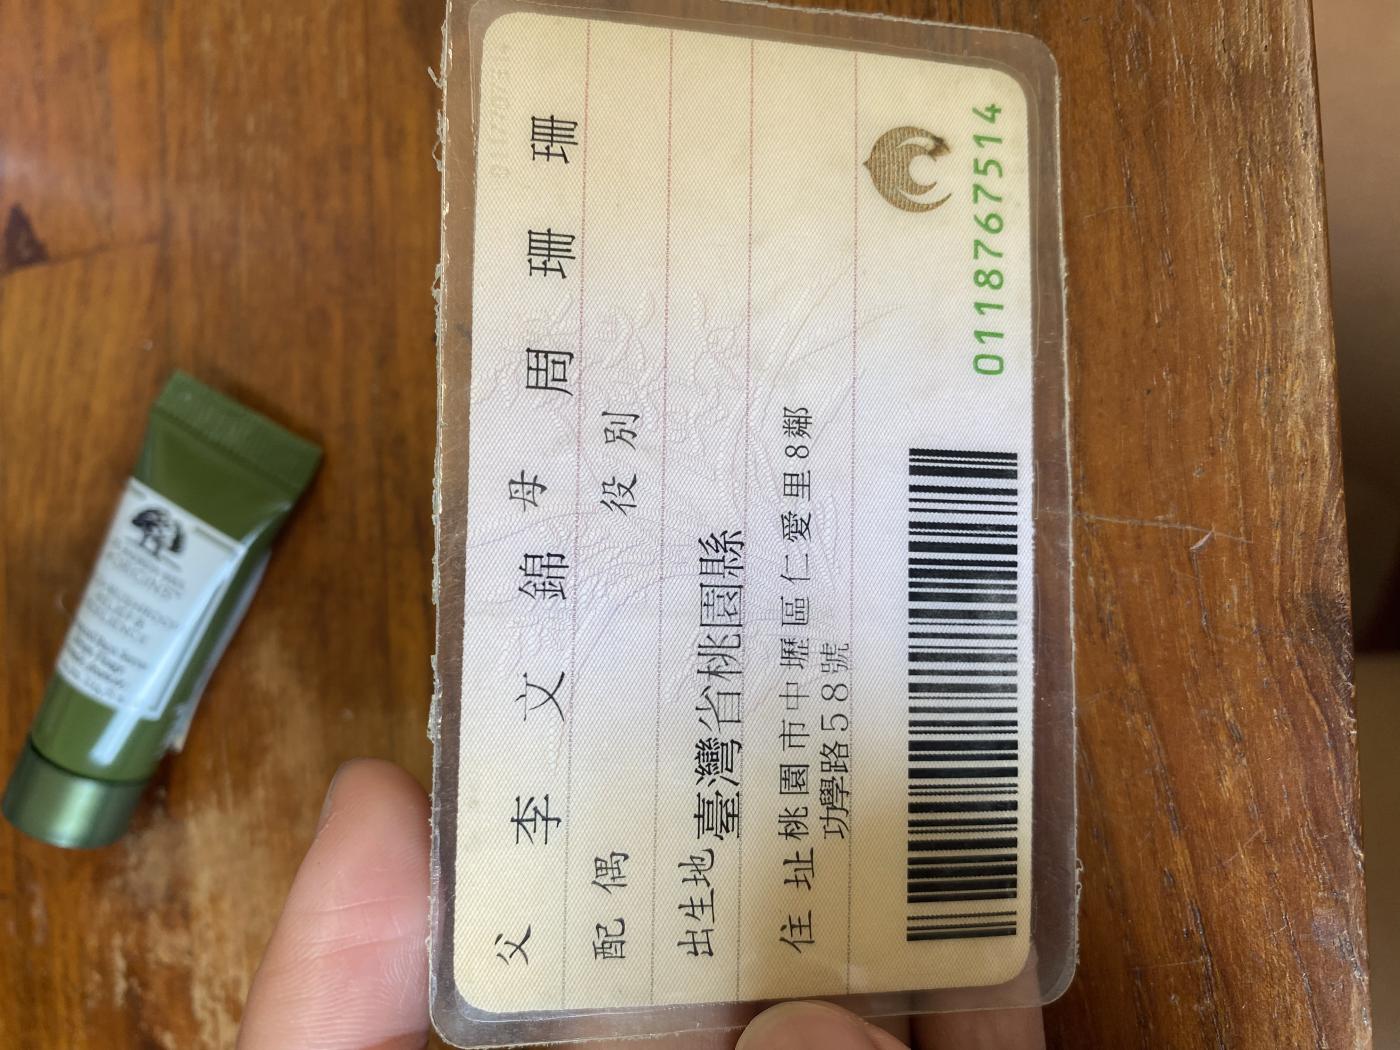 父 李文錦 母 周珊珊
配偶 役別
出生地 臺灣省桃園縣
住址 桃園市中壢區仁愛里8鄰
功學路58號
0118767514
ORIGINS